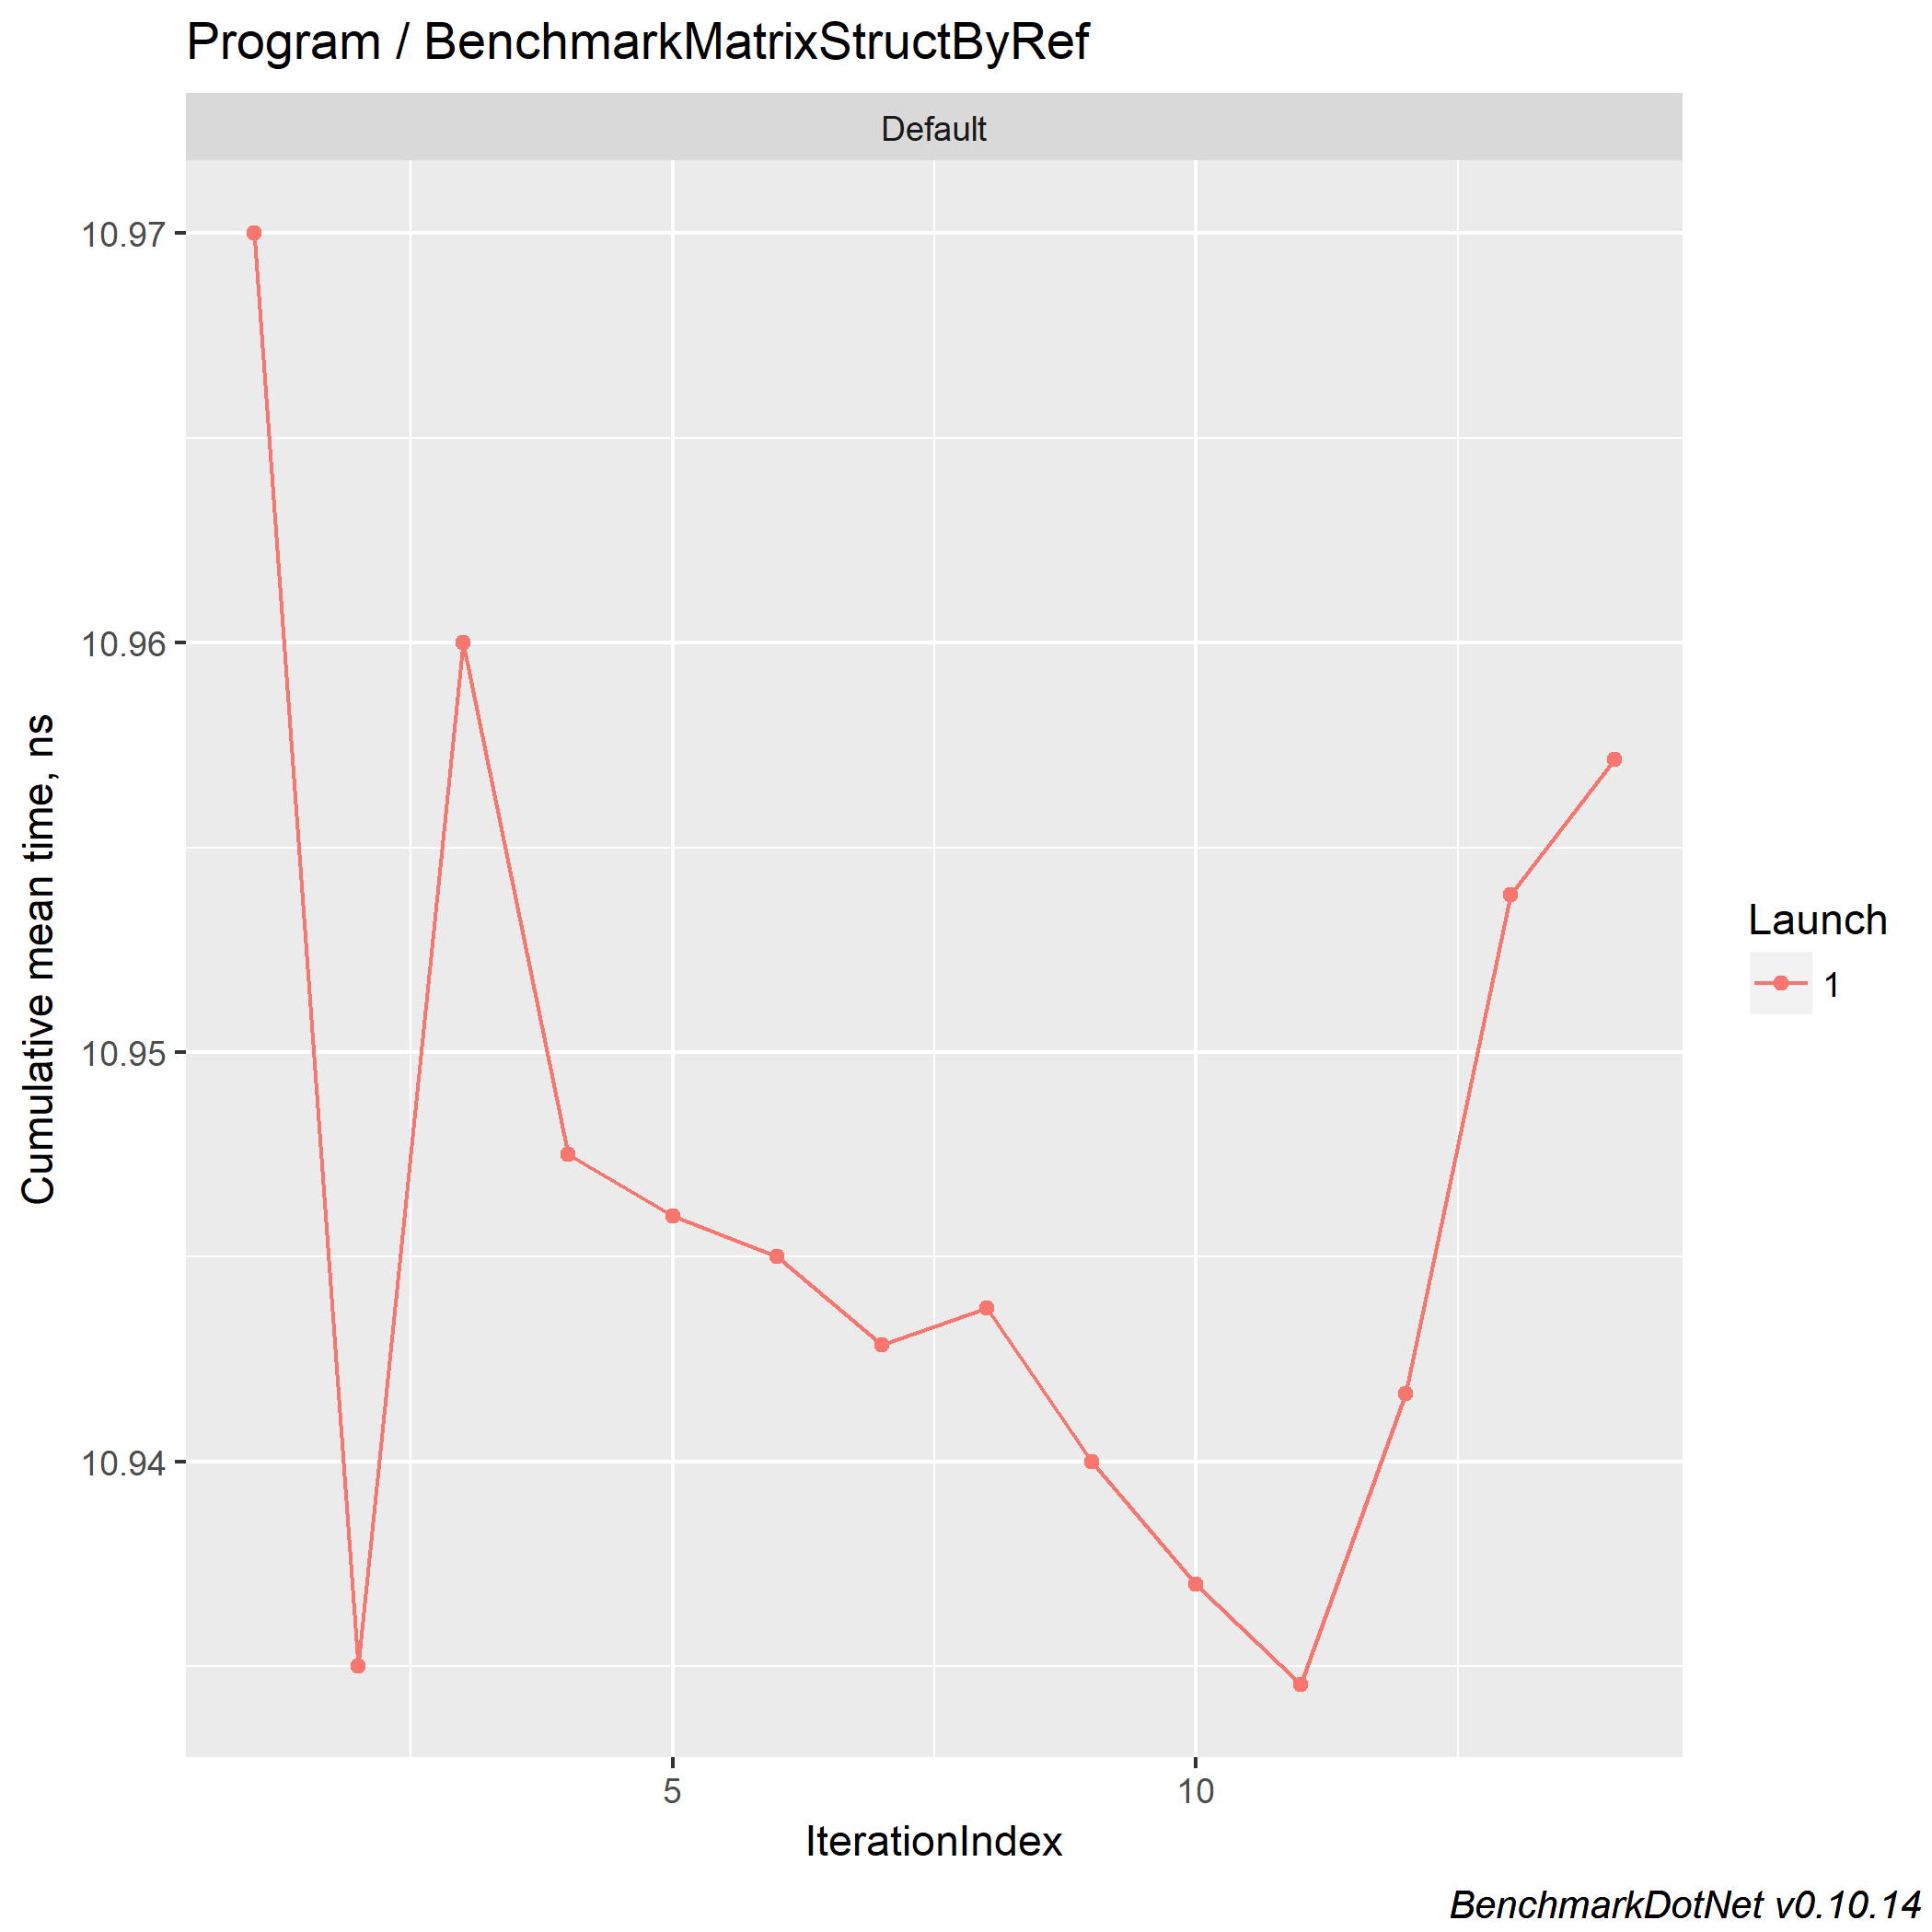 Program / BenchmarkMatrixStructByRef
Default
10.97
10.96
10.95
10.94
Cumulative mean time, ns
5
10
IterationIndex
Launch
1
BenchmarkDotNet v0.10.14